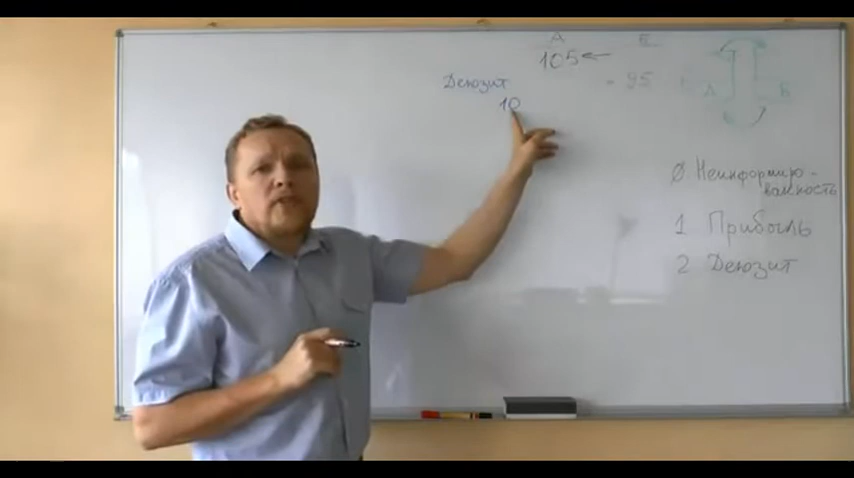 A Б
105 ←
- 95
Депозит
10
А В
0. Неинформиро-
ванность
1 Прибыль
2 Депозит